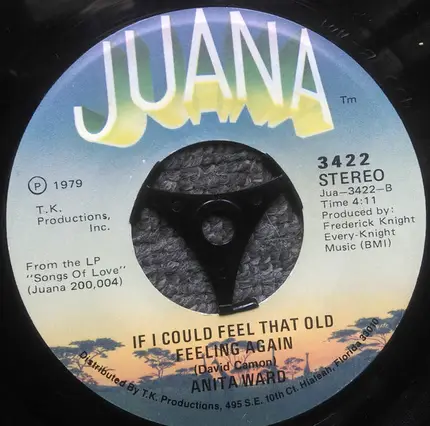 JUANA
TM
3422
STEREO
Jua-3422-B
Time 4:11
Produced by:
Frederick Knight
Every-Knight
Music (BMI)
℗ 1979
T.K.
Productions,
Inc.
From the LP
"Songs Of Love"
(Juana 200,004)
IF I COULD FEEL THAT OLD
FEELING AGAIN
(David Camon)
ANITA WARD
Distributed By T.K. Productions, 495 S.E. 10th Ct. Hialeah, Florida 33010